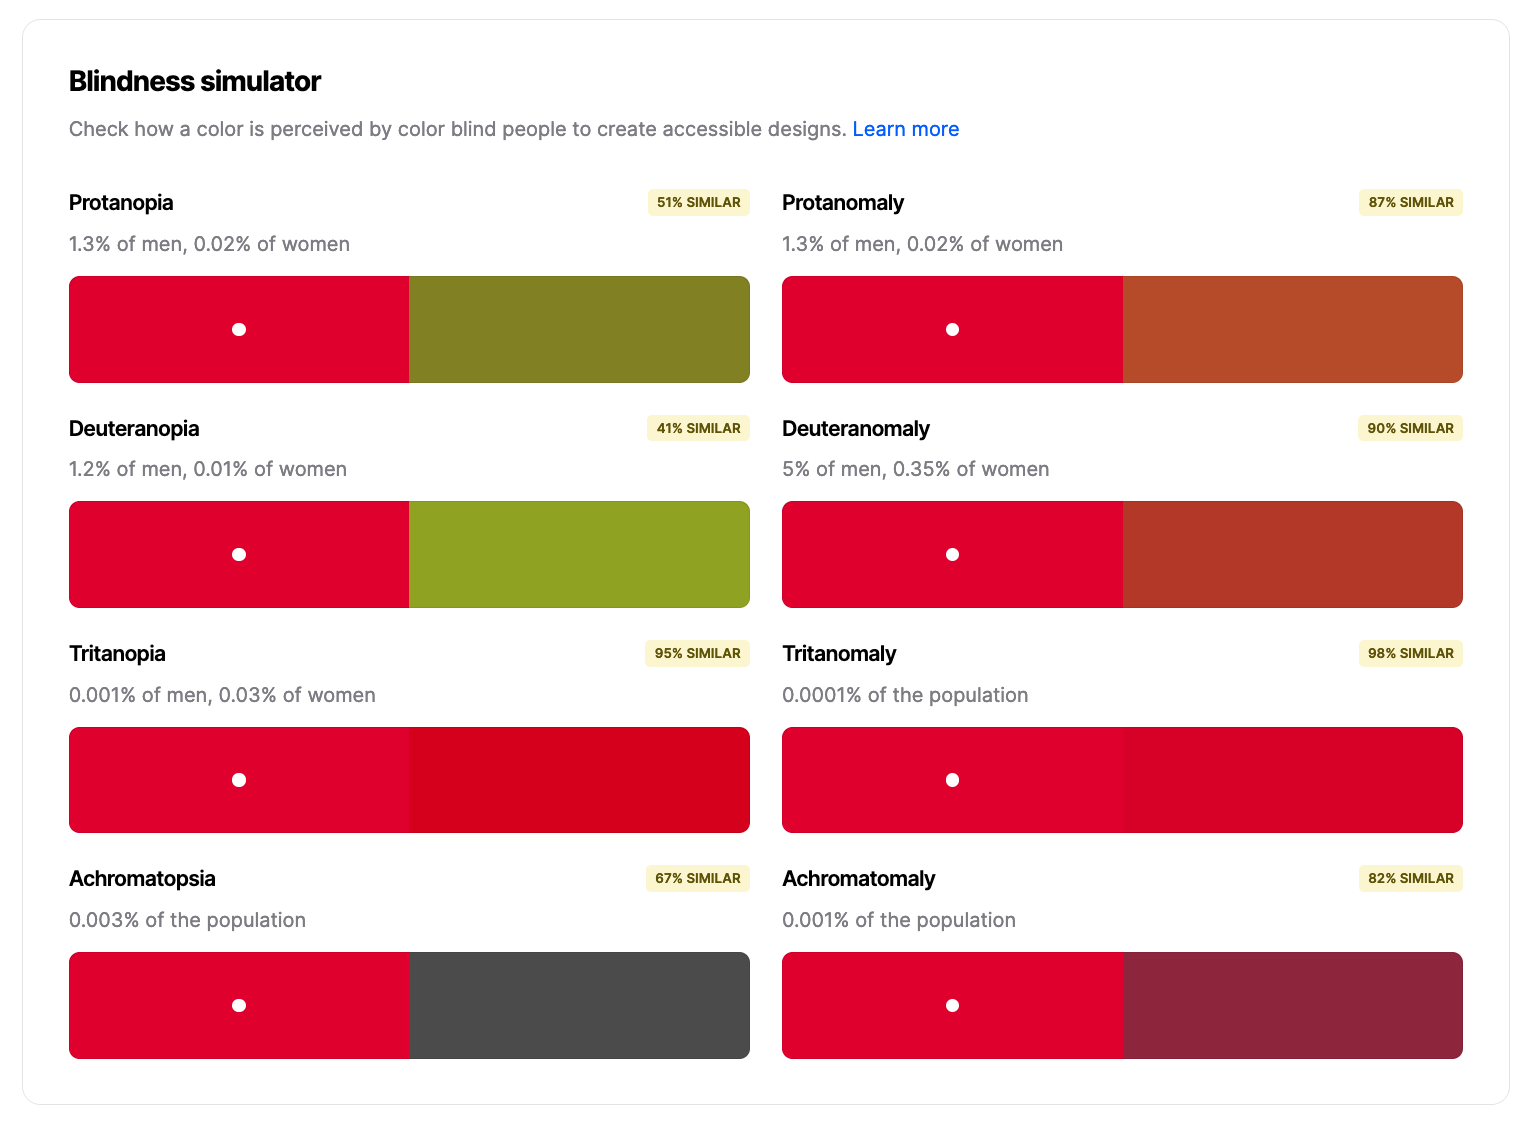 Blindness simulator
Check how a color is perceived by color blind people to create accessible designs. Learn more
Protanopia
51% SIMILAR
1.3% of men, 0.02% of women
Protanomaly
87% SIMILAR
1.3% of men, 0.02% of women
Deuteranopia
41% SIMILAR
1.2% of men, 0.01% of women
Deuteranomaly
90% SIMILAR
5% of men, 0.35% of women
Tritanopia
95% SIMILAR
0.001% of men, 0.03% of women
Tritanomaly
98% SIMILAR
0.0001% of the population
Achromatopsia
67% SIMILAR
0.003% of the population
Achromatomaly
82% SIMILAR
0.001% of the population